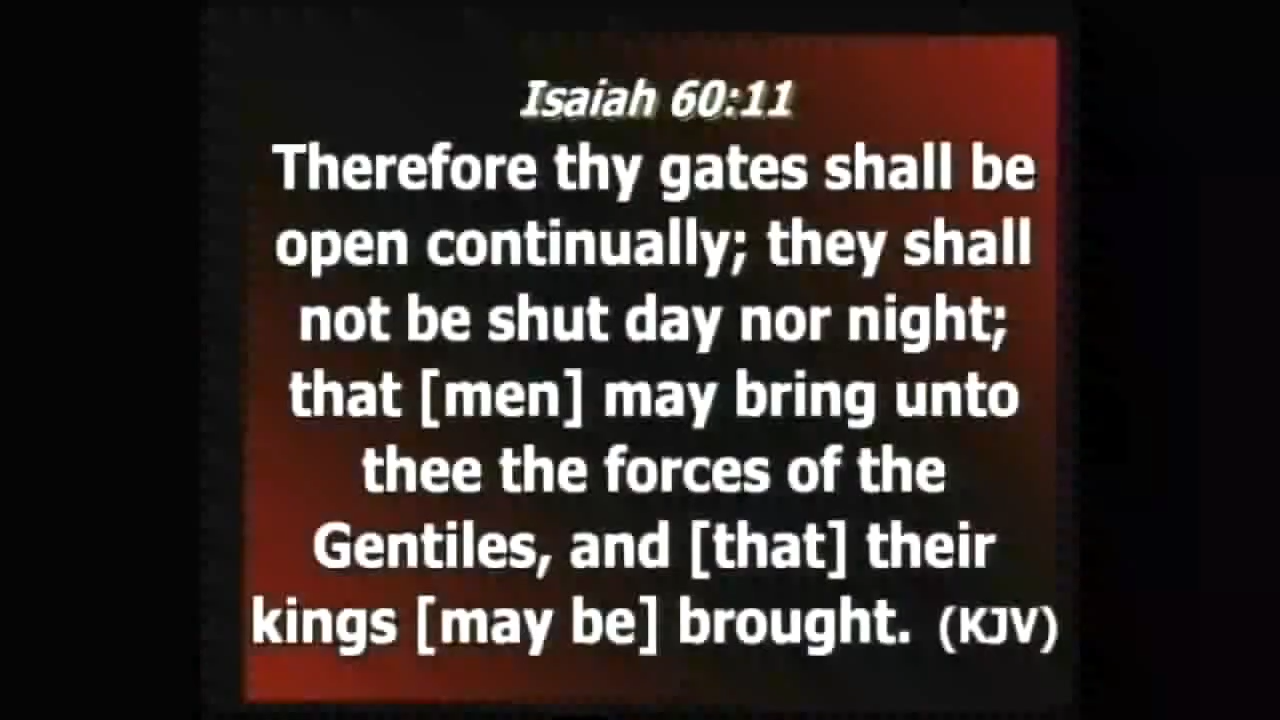 Isaiah 60:11
Therefore thy gates shall be
open continually; they shall
not be shut day nor night;
that [men] may bring unto
thee the forces of the
Gentiles, and [that] their
kings [may be] brought. (KJV)